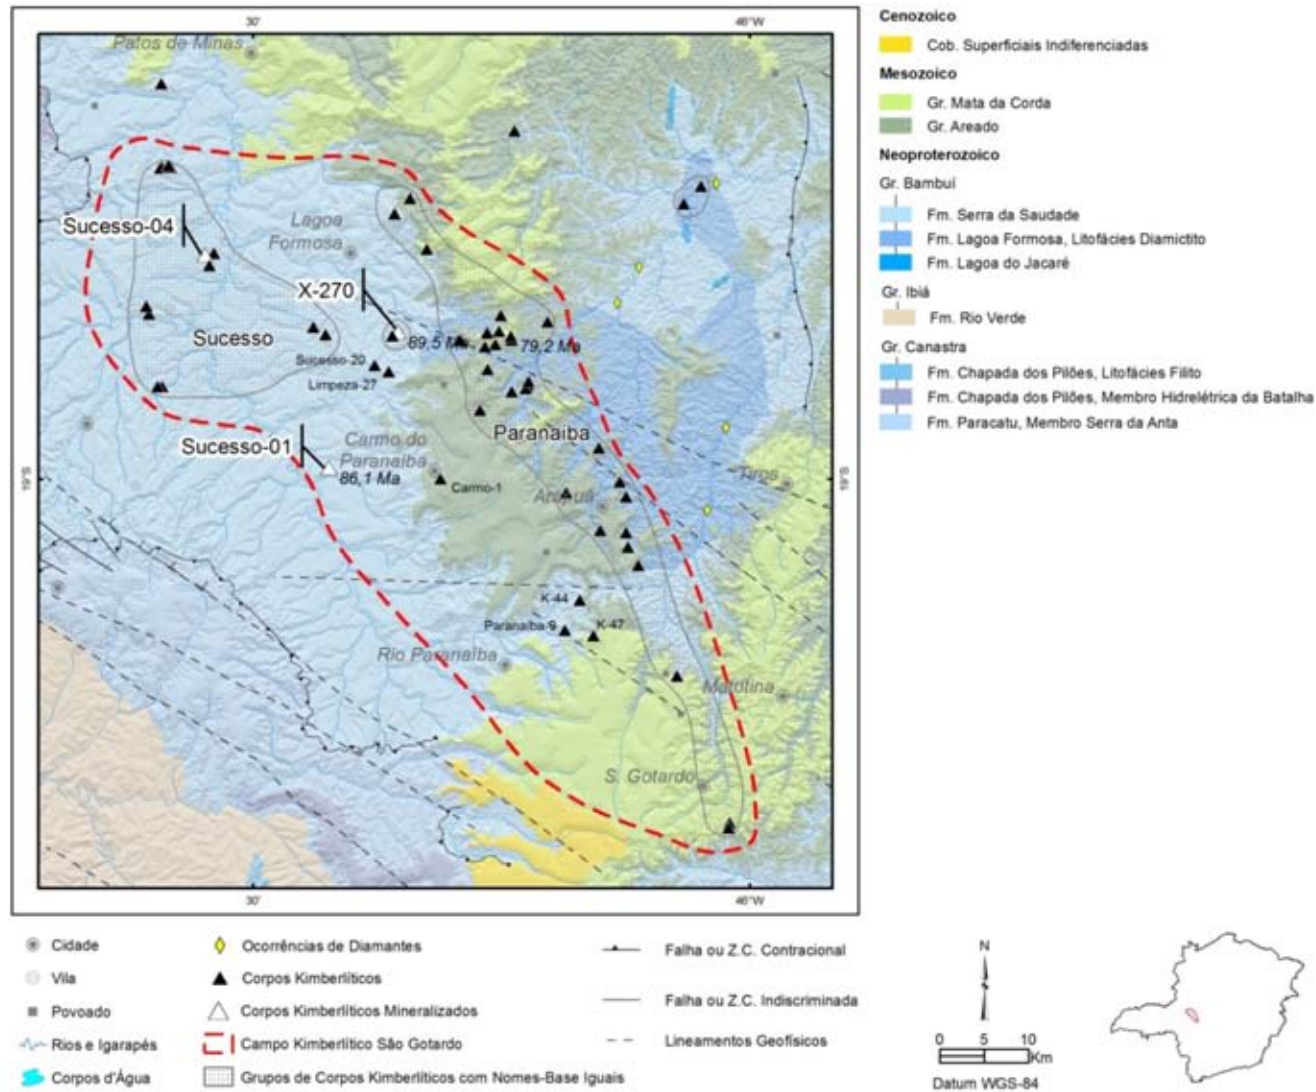 30'
46°W
Patos de Minas
Sucesso-04
Lagoa
Formosa
X-270
Sucesso
89,5 Ma
79,2 Ma
Sucesso-20
Limpeza-27
Paranaiba
Sucesso-01
Carmo do
Paranaíba
86,1 Ma
Carmo-1
Arapuá
Tiros
19°S
19°S
K-44
Paranaiba-9
K-47
Rio Paranaíba
Matutina
S. Gotardo
30'
46°W
Cenozoico
Cob. Superficiais Indiferenciadas
Mesozoico
Gr. Mata da Corda
Gr. Areado
Neoproterozoico
Gr. Bambuí
Fm. Serra da Saudade
Fm. Lagoa Formosa, Litofácies Diamictito
Fm. Lagoa do Jacaré
Gr. Ibiá
Fm. Rio Verde
Gr. Canastra
Fm. Chapada dos Pilões, Litofácies Filito
Fm. Chapada dos Pilões, Membro Hidrelétrica da Batalha
Fm. Paracatu, Membro Serra da Anta
Cidade
Vila
Povoado
Rios e Igarapés
Corpos d'Água
Ocorrências de Diamantes
Corpos Kimberlíticos
Corpos Kimberlíticos Mineralizados
Campo Kimberlítico São Gotardo
Grupos de Corpos Kimberlíticos com Nomes-Base Iguais
Falha ou Z.C. Contracional
Falha ou Z.C. Indiscriminada
Lineamentos Geofísicos
N
0 5 10
Km
Datum WGS-84